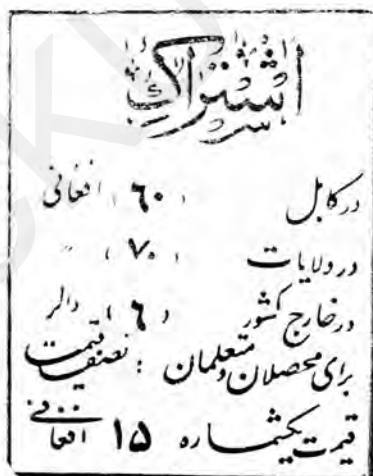 اشتراک
در کابل (۶۰) افغانی
در ولایات (۷۰) "
در خارج کشور (۶) دالر
برای محصلان و متعلمان : نصف قیمت
قیمت یکشماره ۱۵ افغانی